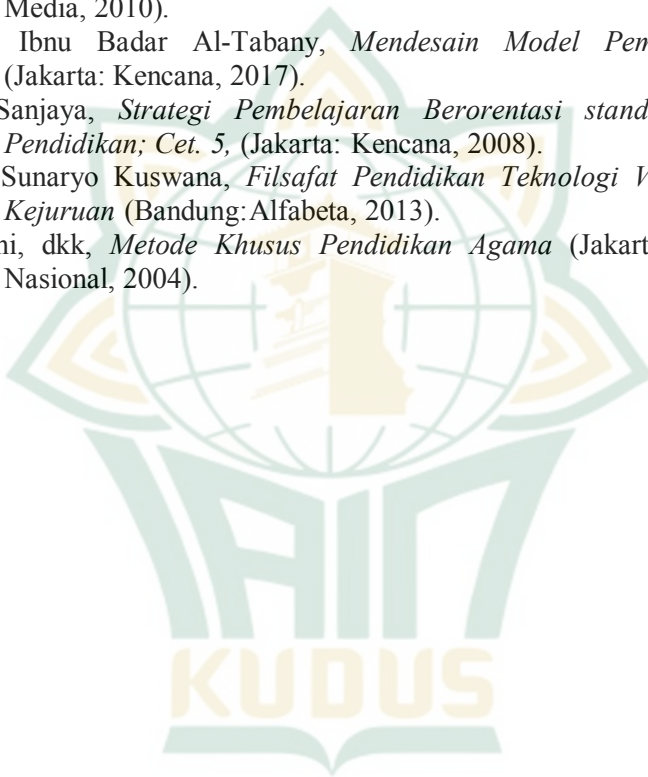 Media, 2010).
Ibnu Badar Al-Tabany, Mendesain Model Pem
(Jakarta: Kencana, 2017).
Sanjaya, Strategi Pembelajaran Berorentasi stand
Pendidikan; Cet. 5, (Jakarta: Kencana, 2008).
Sunaryo Kuswana, Filsafat Pendidikan Teknologi V
Kejuruan (Bandung:Alfabeta, 2013).
ni, dkk, Metode Khusus Pendidikan Agama (Jakart
Nasional, 2004).
IAIN
KUDUS